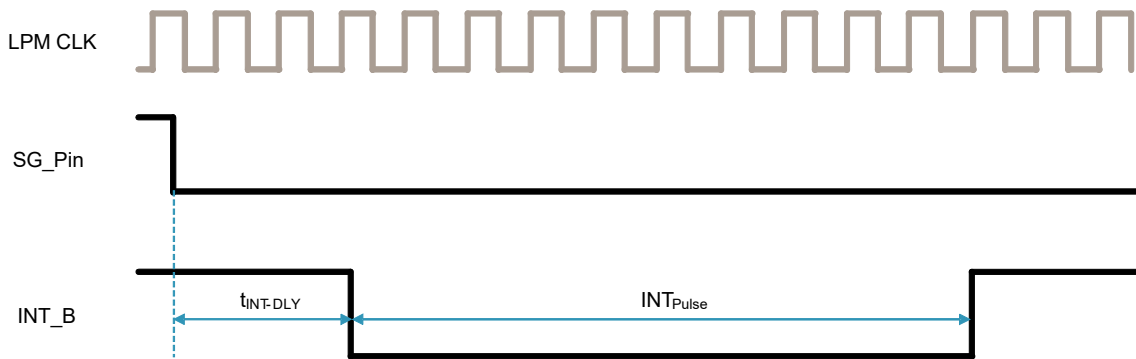 LPM CLK
SG_Pin
INT_B
tINT-DLY
INTPulse